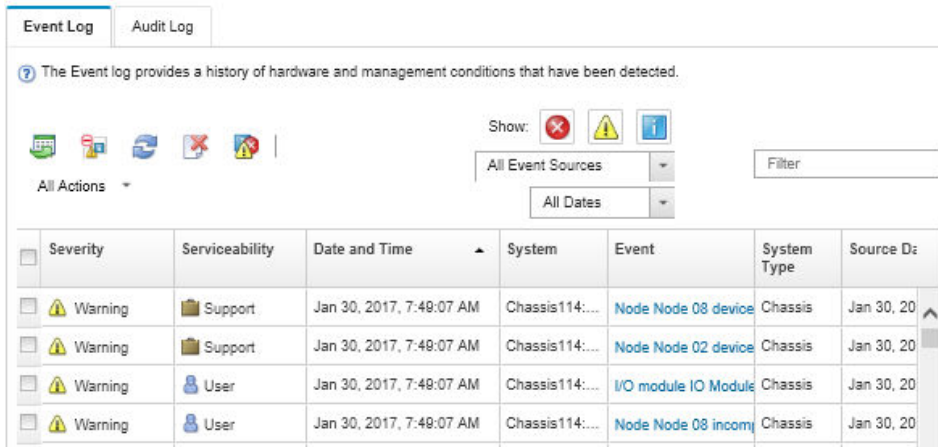 Event Log Audit Log
The Event log provides a history of hardware and management conditions that have been detected.
Show:
All Event Sources Filter
All Actions
All Dates
Severity Serviceability Date and Time System Event System Type Source Da
Warning Support Jan 30, 2017, 7:49:07 AM Chassis114:... Node Node 08 device Chassis Jan 30, 20
Warning Support Jan 30, 2017, 7:49:07 AM Chassis114:... Node Node 02 device Chassis Jan 30, 20
Warning User Jan 30, 2017, 7:49:07 AM Chassis114:... I/O module IO Module Chassis Jan 30, 20
Warning User Jan 30, 2017, 7:49:07 AM Chassis114:... Node Node 08 incomp Chassis Jan 30, 20